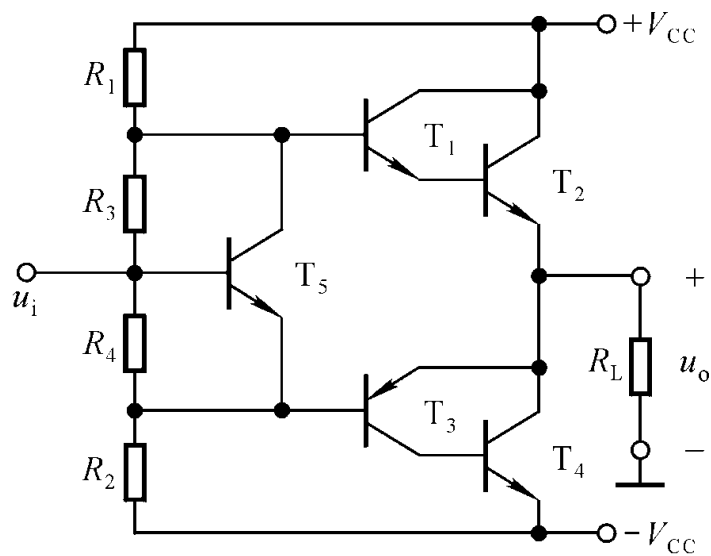 +V_CC
R_1
T_1
T_2
R_3
T_5
+
u_i
R_4
R_L
u_o
T_3
−
R_2
T_4
−V_CC